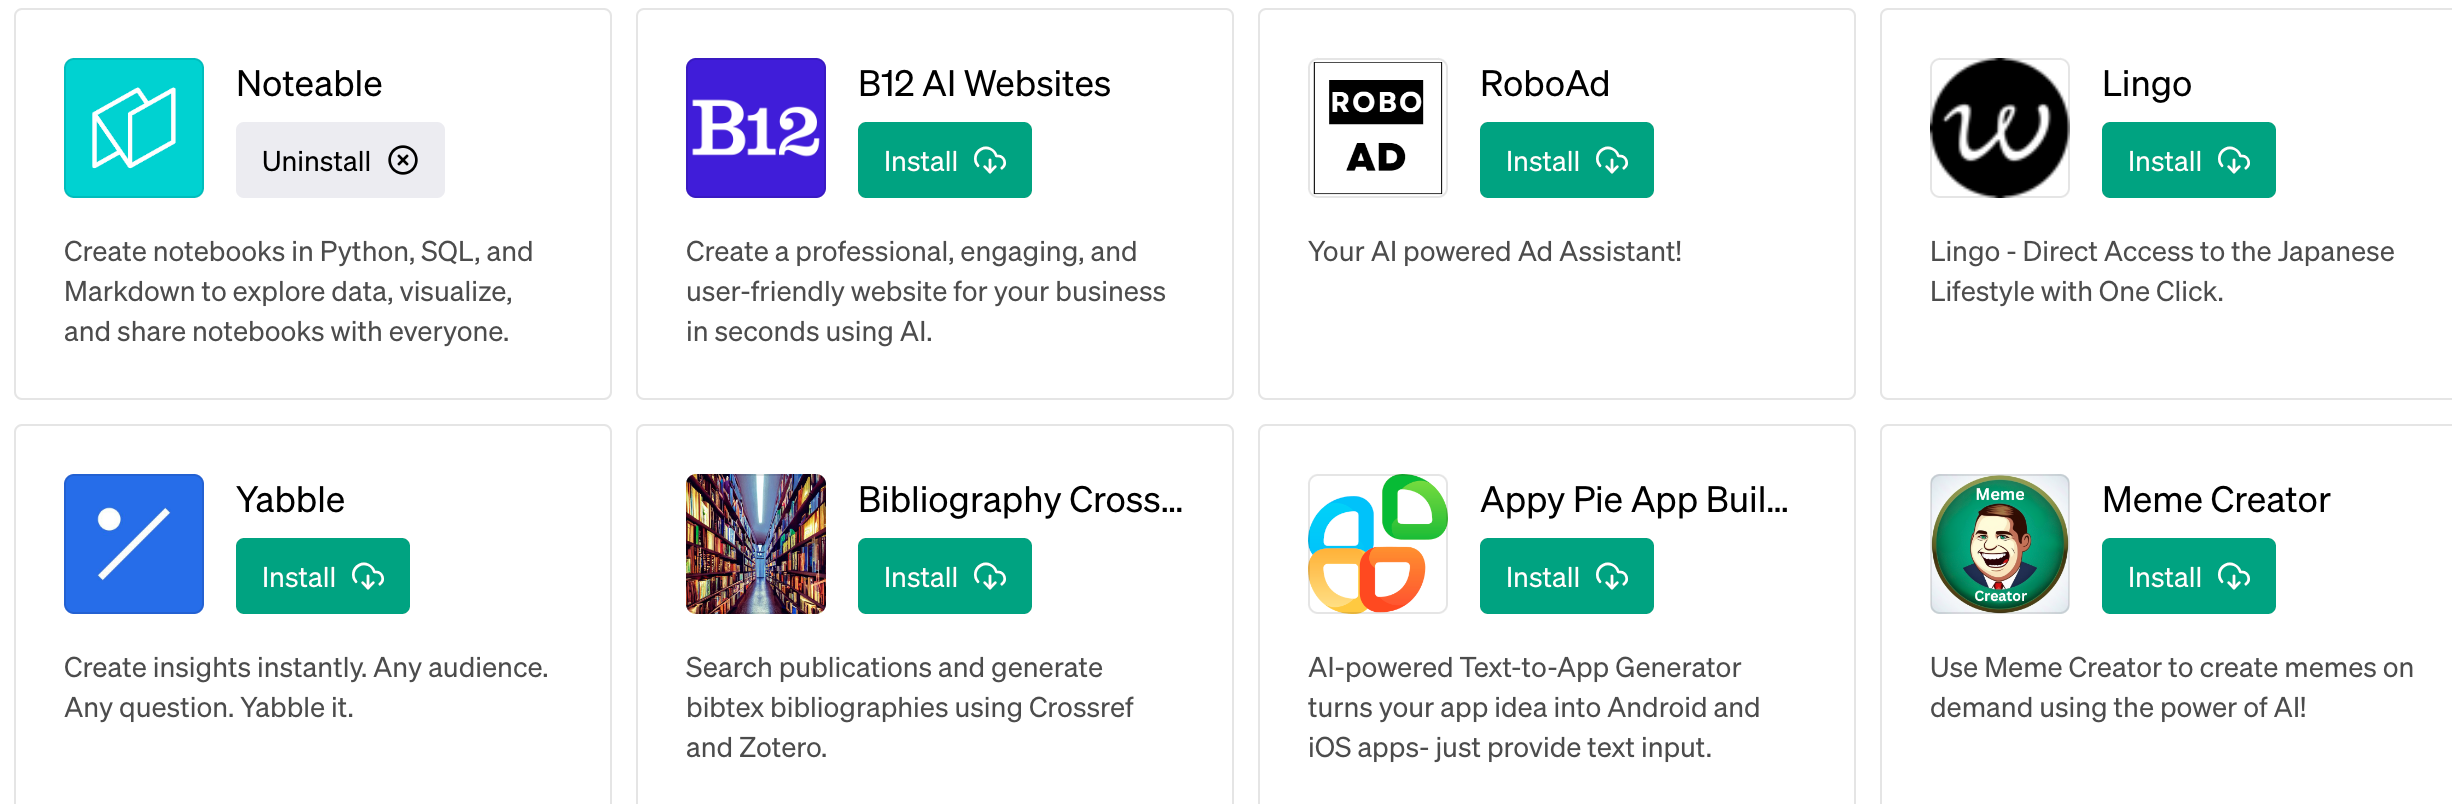 Noteable
Uninstall
Create notebooks in Python, SQL, and
Markdown to explore data, visualize,
and share notebooks with everyone.
B12
B12 AI Websites
Install
Create a professional, engaging, and
user-friendly website for your business
in seconds using AI.
ROBO
AD
RoboAd
Install
Your AI powered Ad Assistant!
w
Lingo
Install
Lingo - Direct Access to the Japanese
Lifestyle with One Click.
Yabble
Install
Create insights instantly. Any audience.
Any question. Yabble it.
Bibliography Cross...
Install
Search publications and generate
bibtex bibliographies using Crossref
and Zotero.
Appy Pie App Buil...
Install
AI-powered Text-to-App Generator
turns your app idea into Android and
iOS apps- just provide text input.
Meme
Creator
Meme Creator
Install
Use Meme Creator to create memes on
demand using the power of AI!